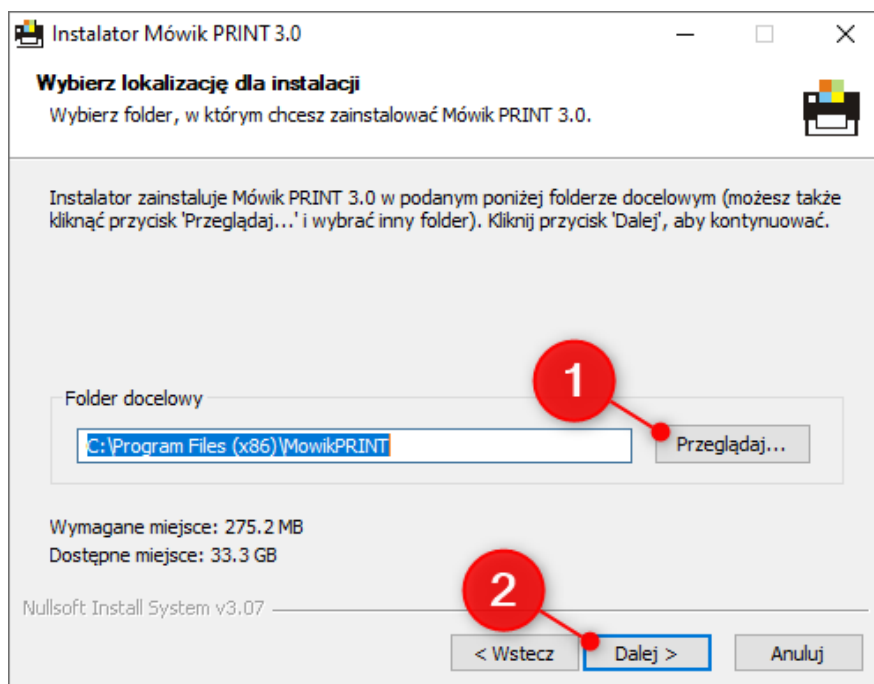 Instalator Mówik PRINT 3.0
Wybierz lokalizację dla instalacji
Wybierz folder, w którym chcesz zainstalować Mówik PRINT 3.0.
Instalator zainstaluje Mówik PRINT 3.0 w podanym poniżej folderze docelowym (możesz także
kliknąć przycisk 'Przeglądaj...' i wybrać inny folder). Kliknij przycisk 'Dalej', aby kontynuować.
1
Folder docelowy
C:\Program Files (x86)\MowikPRINT
Przeglądaj...
Wymagane miejsce: 275.2 MB
Dostępne miejsce: 33.3 GB
2
Nullsoft Install System v3.07
< Wstecz
Dalej >
Anuluj